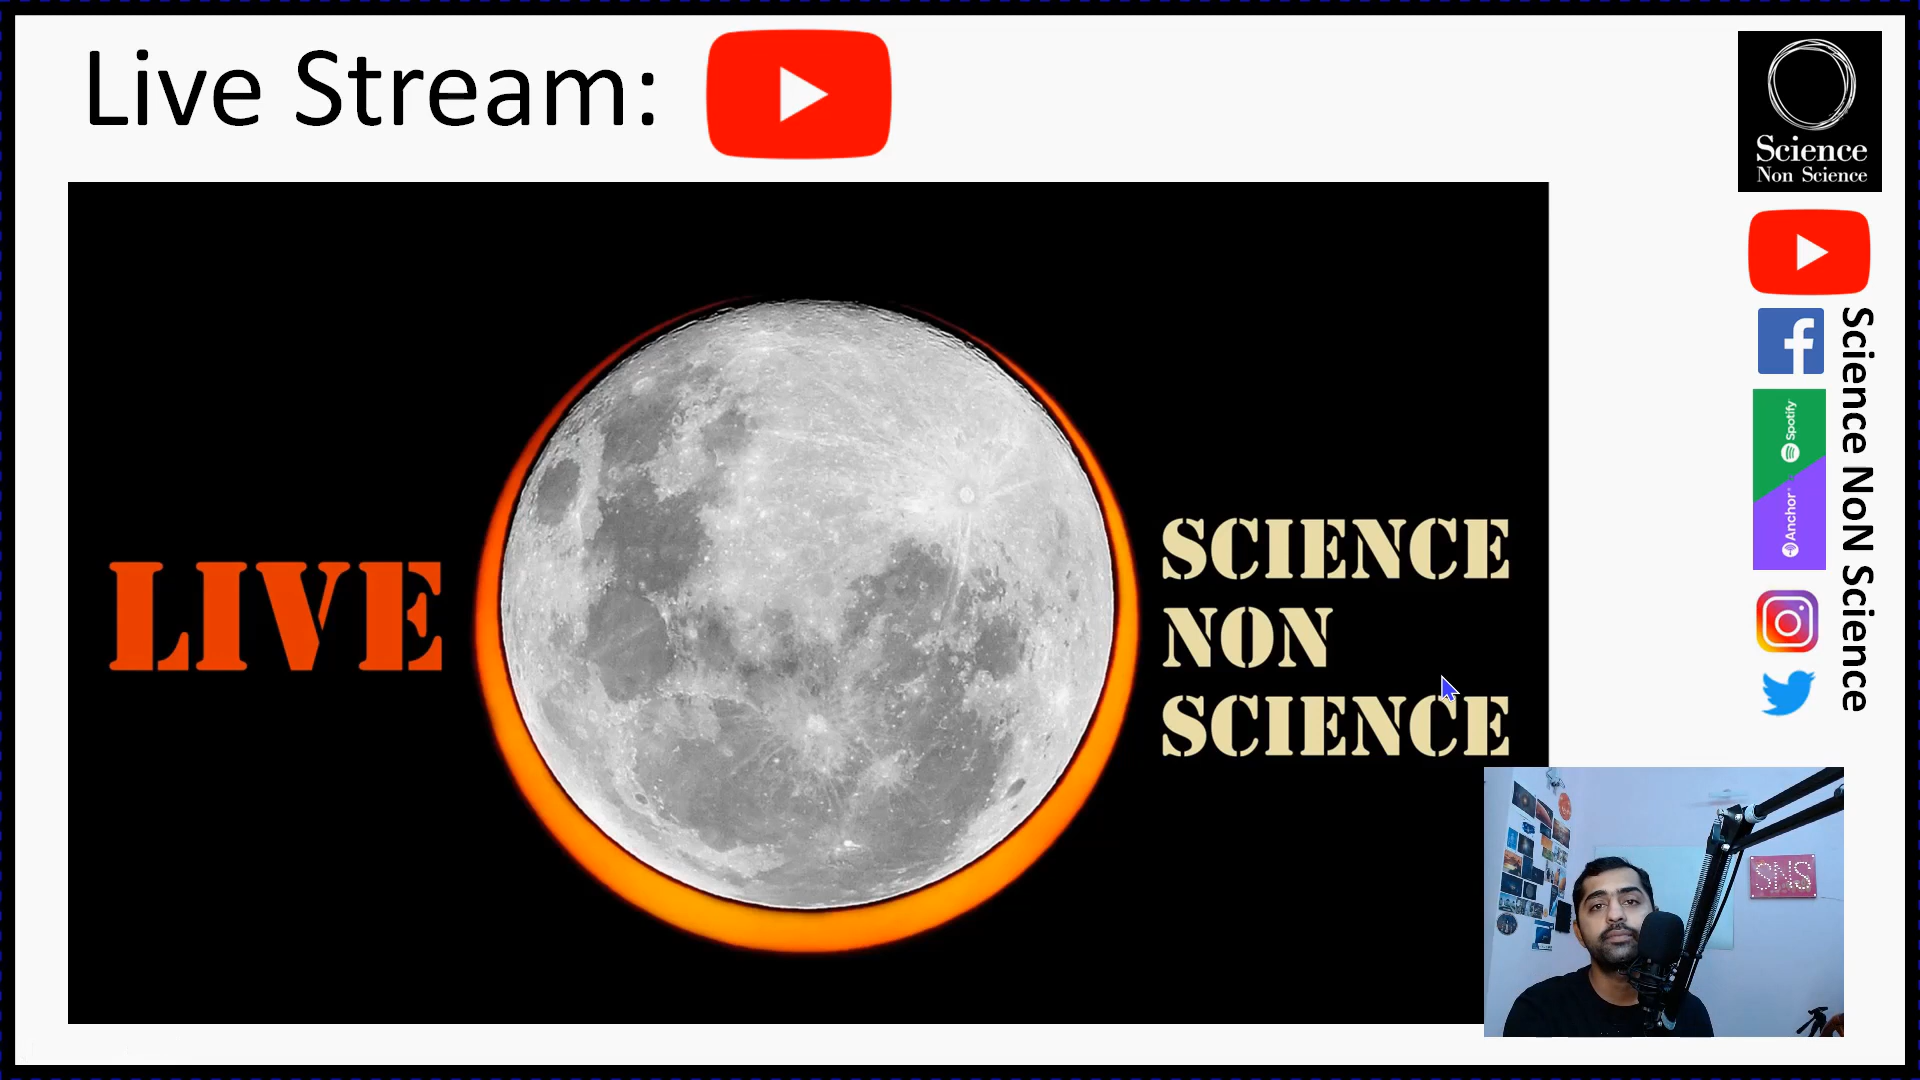 Live Stream:
Science
Non Science
LIVE
SCIENCE
NON
SCIENCE
Spotify
Anchor
Science NoN Science
SNS